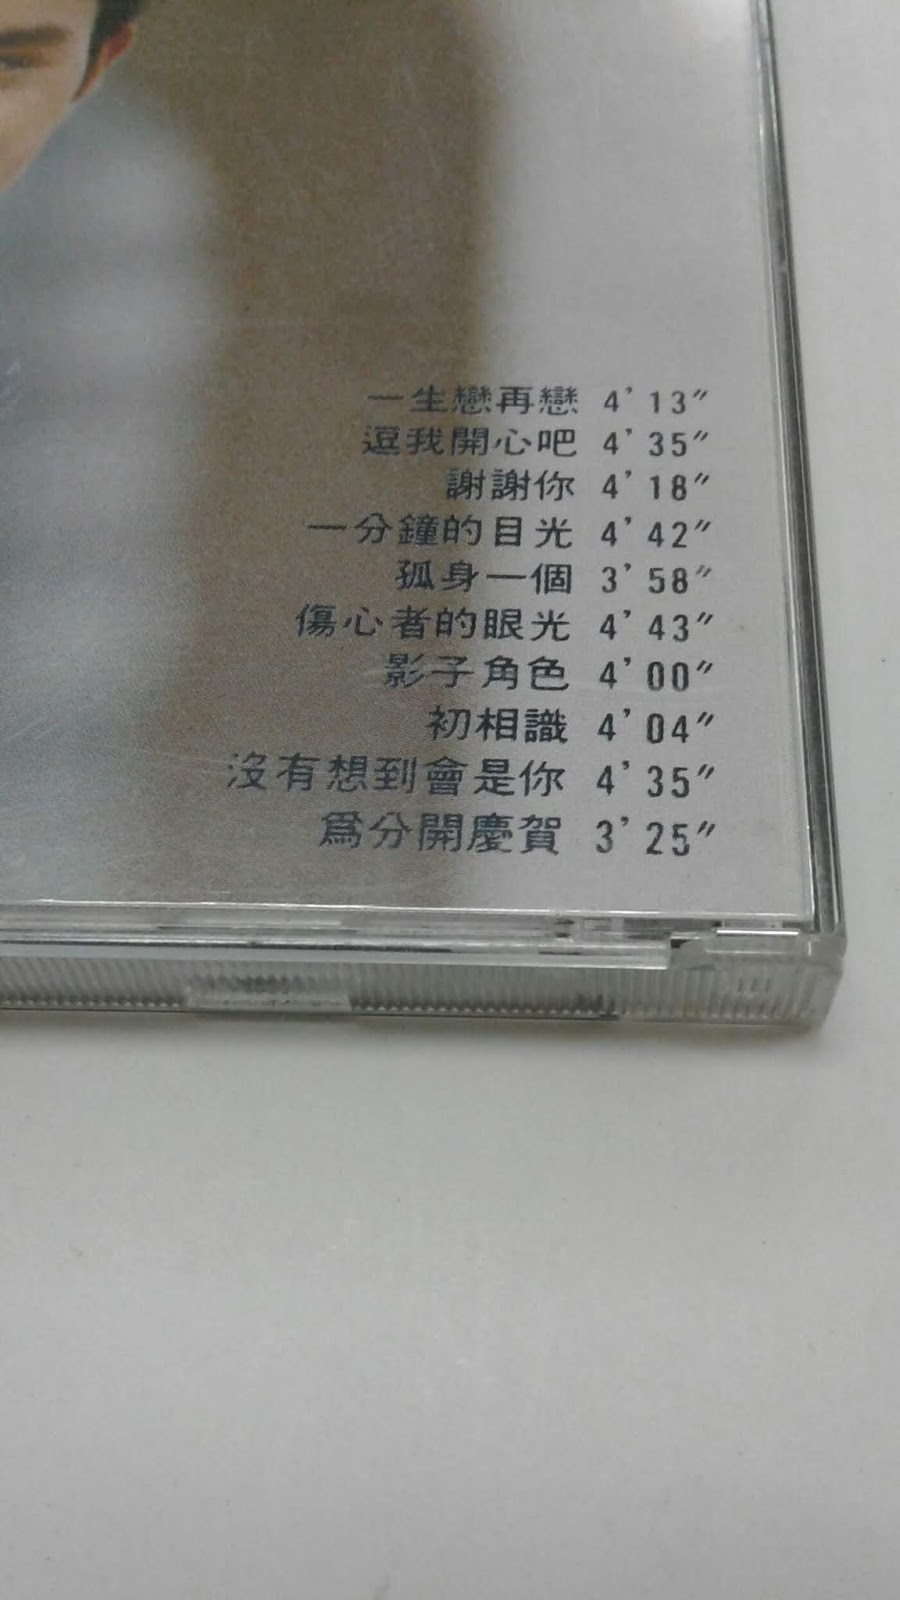 一生戀再戀 4'13"
逗我開心吧 4'35"
謝謝你 4'18"
一分鐘的目光 4'42"
孤身一個 3'58"
傷心者的眼光 4'43"
影子角色 4'00"
初相識 4'04"
沒有想到會是你 4'35"
爲分開慶賀 3'25"